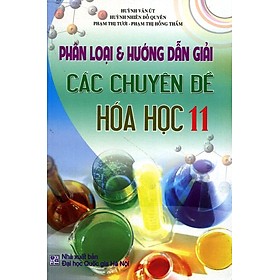 HUỲNH VĂN ÚT
HUỲNH NHIÊN ĐỖ QUYÊN
PHẠM THỊ TƯƠI - PHẠM THỊ HỒNG THẮM
PHÂN LOẠI & HƯỚNG DẪN GIẢI
CÁC CHUYÊN ĐỀ
HÓA HỌC 11
Nhà xuất bản
Đại học Quốc gia Hà Nội